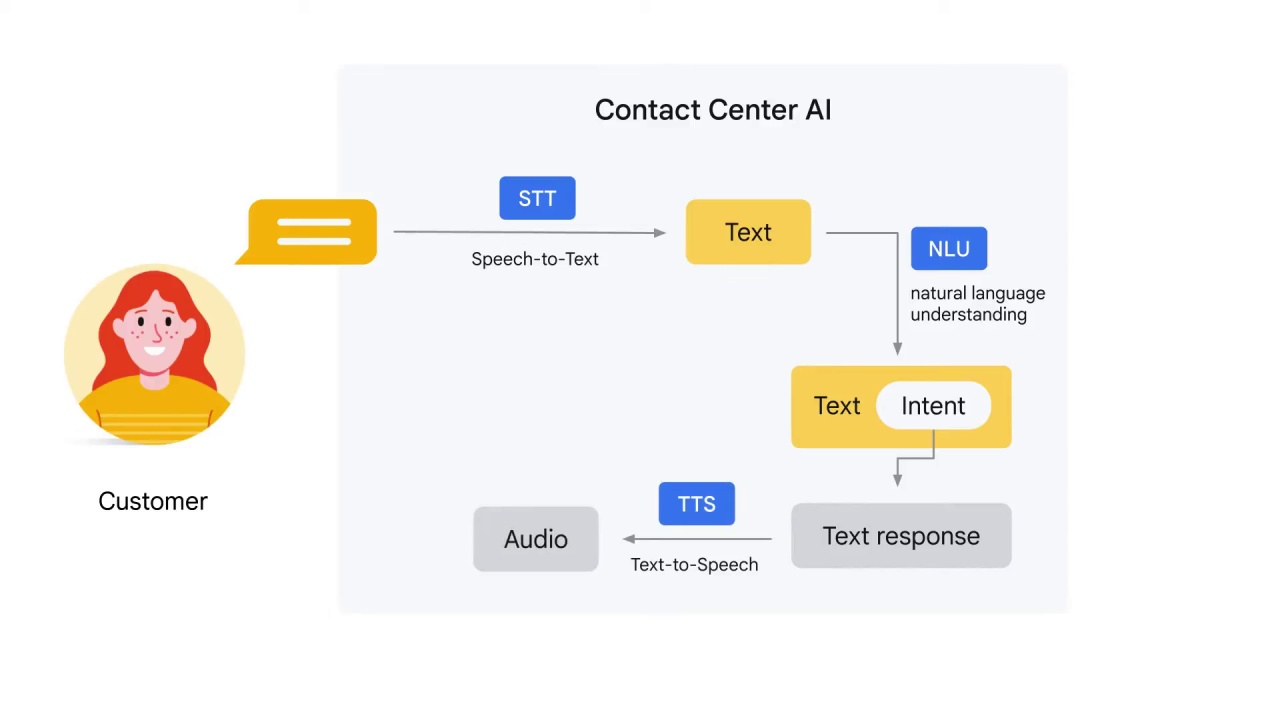 Contact Center AI
STT
Speech-to-Text
Text
NLU
natural language
understanding
Text
Intent
Customer
TTS
Text-to-Speech
Audio
Text response